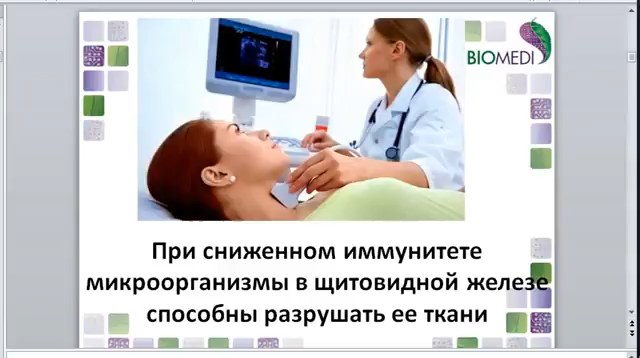 BIOMEDI
При сниженном иммунитете
микроорганизмы в щитовидной железе
способны разрушать ее ткани